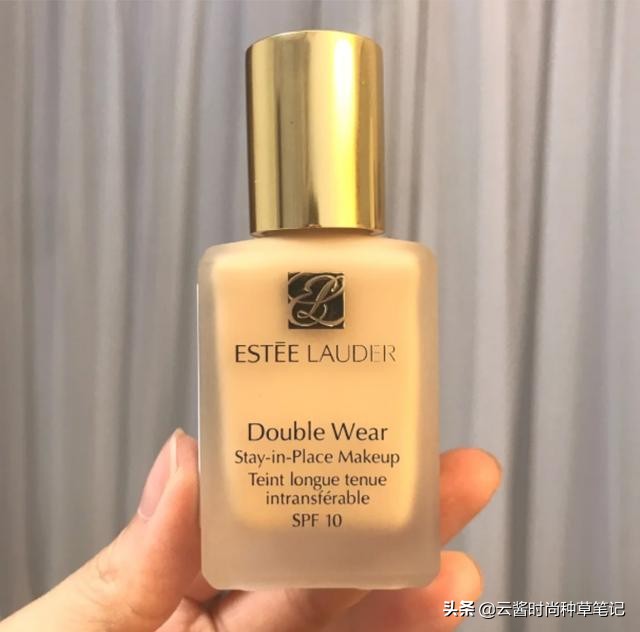 ESTĒE LAUDER
Double Wear
Stay-in-Place Makeup
Teint longue tenue
intransférable
SPF 10
头条 @云酱时尚种草笔记